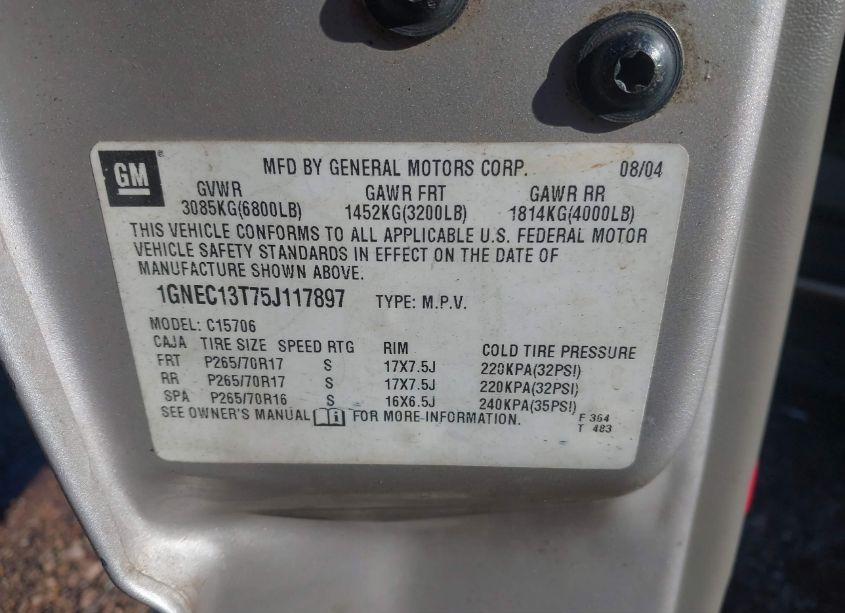 GM MFD BY GENERAL MOTORS CORP. 08/04
GVWR GAWR FRT GAWR RR
3085KG(6800LB) 1452KG(3200LB) 1814KG(4000LB)
THIS VEHICLE CONFORMS TO ALL APPLICABLE U.S. FEDERAL MOTOR
VEHICLE SAFETY STANDARDS IN EFFECT ON THE DATE OF
MANUFACTURE SHOWN ABOVE.
1GNEC13T75J117897 TYPE: M.P.V.
MODEL: C15706
CAJA TIRE SIZE SPEED RTG RIM COLD TIRE PRESSURE
FRT P265/70R17 S 17X7.5J 220KPA(32PSI)
RR P265/70R17 S 17X7.5J 220KPA(32PSI)
SPA P265/70R16 S 16X6.5J 240KPA(35PSI)
SEE OWNER'S MANUAL FOR MORE INFORMATION.
F 364
T 483